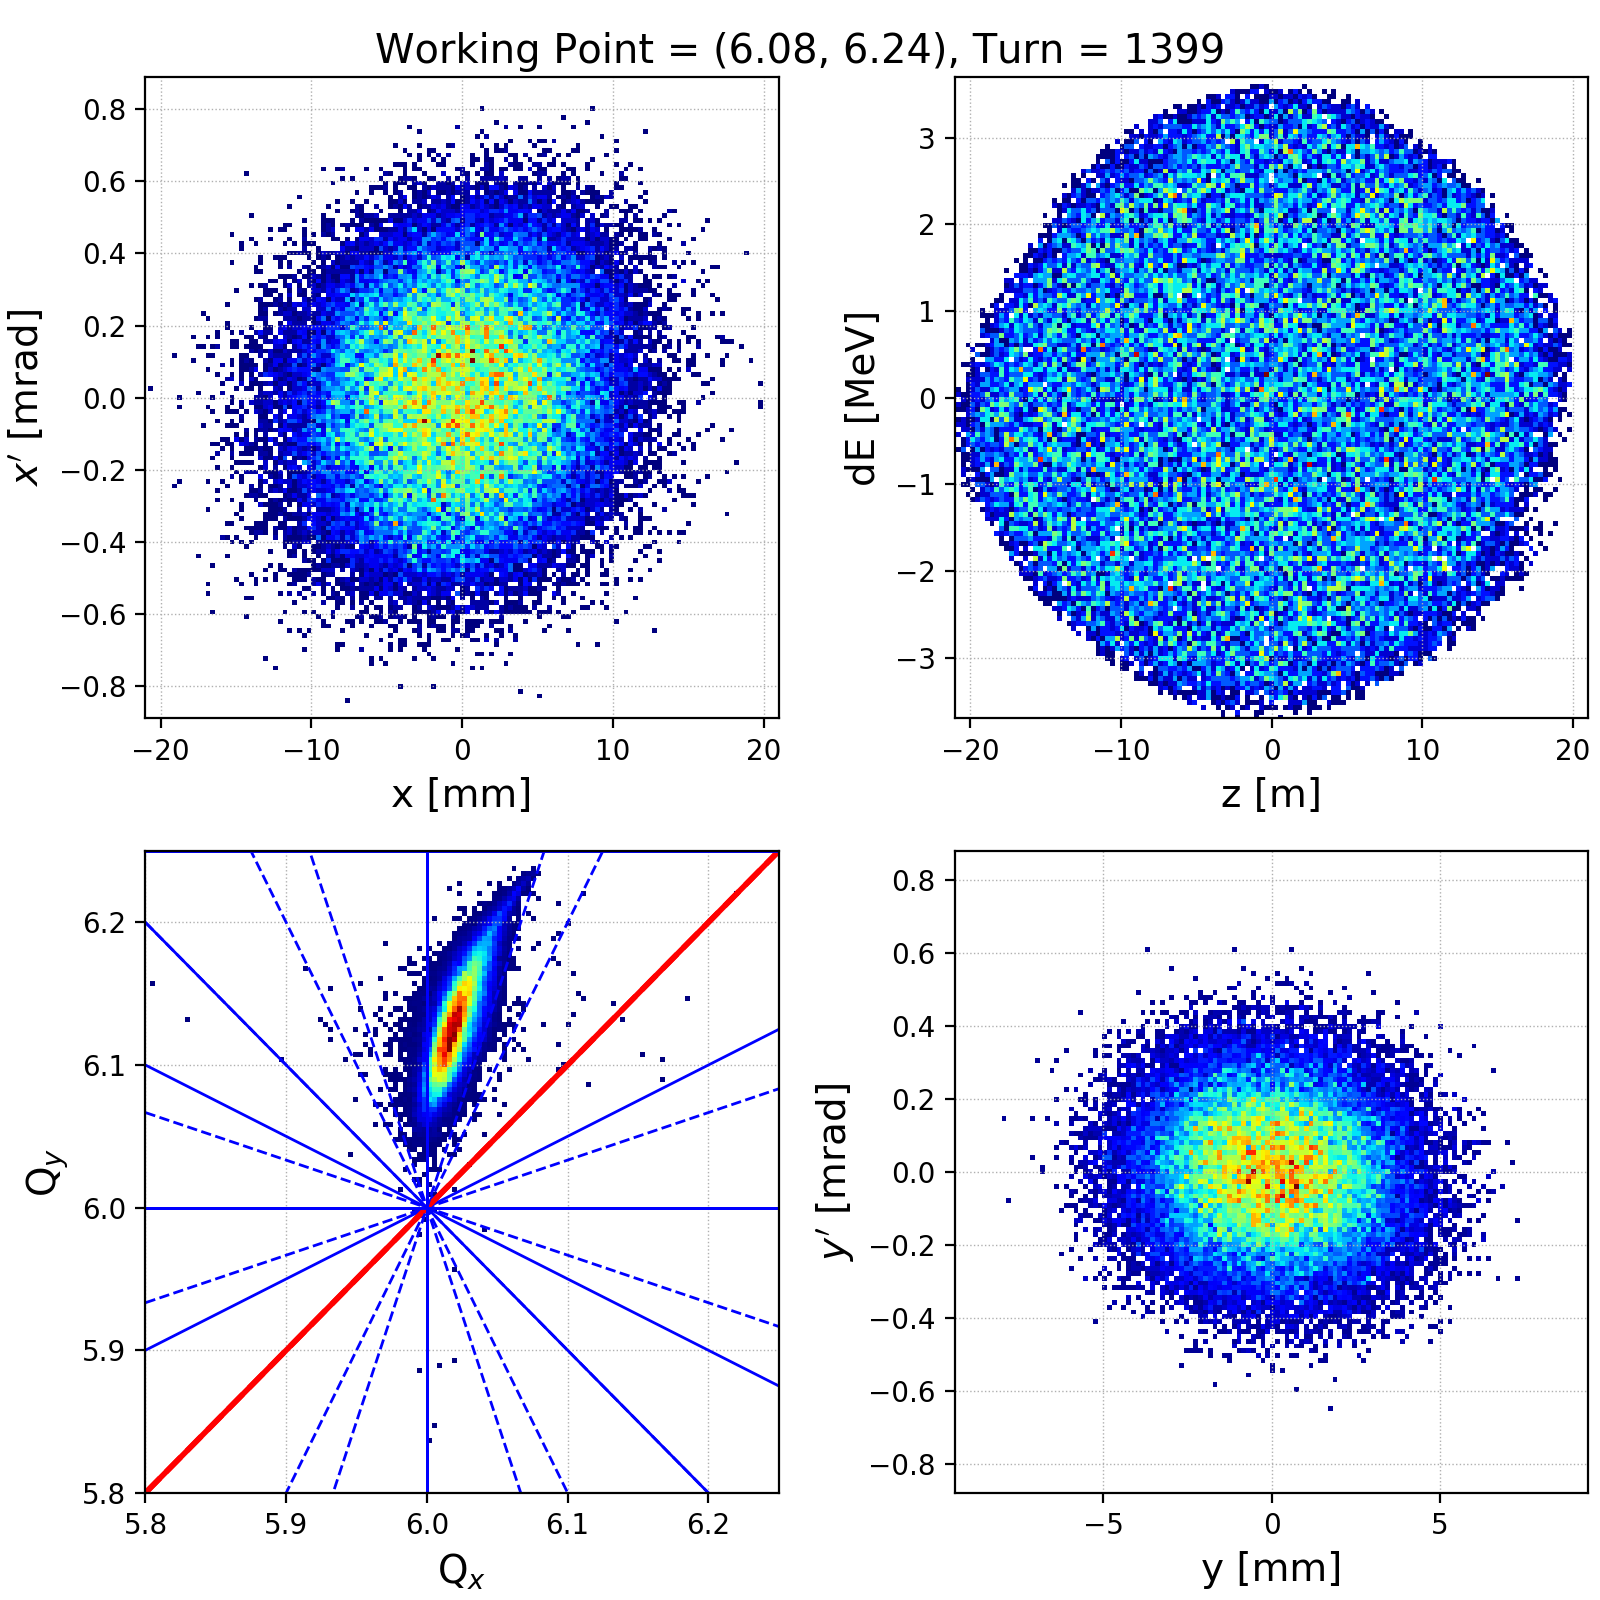 Working Point = (6.08, 6.24), Turn = 1399
0.8
0.6
0.4
0.2
0.0
−0.2
−0.4
−0.6
−0.8
x′ [mrad]
−20 −10 0 10 20
x [mm]
3
2
1
0
−1
−2
−3
dE [MeV]
−20 −10 0 10 20
z [m]
6.2
6.1
6.0
5.9
5.8
Qy
5.8 5.9 6.0 6.1 6.2
Qx
0.8
0.6
0.4
0.2
0.0
−0.2
−0.4
−0.6
−0.8
y′ [mrad]
−5 0 5
y [mm]